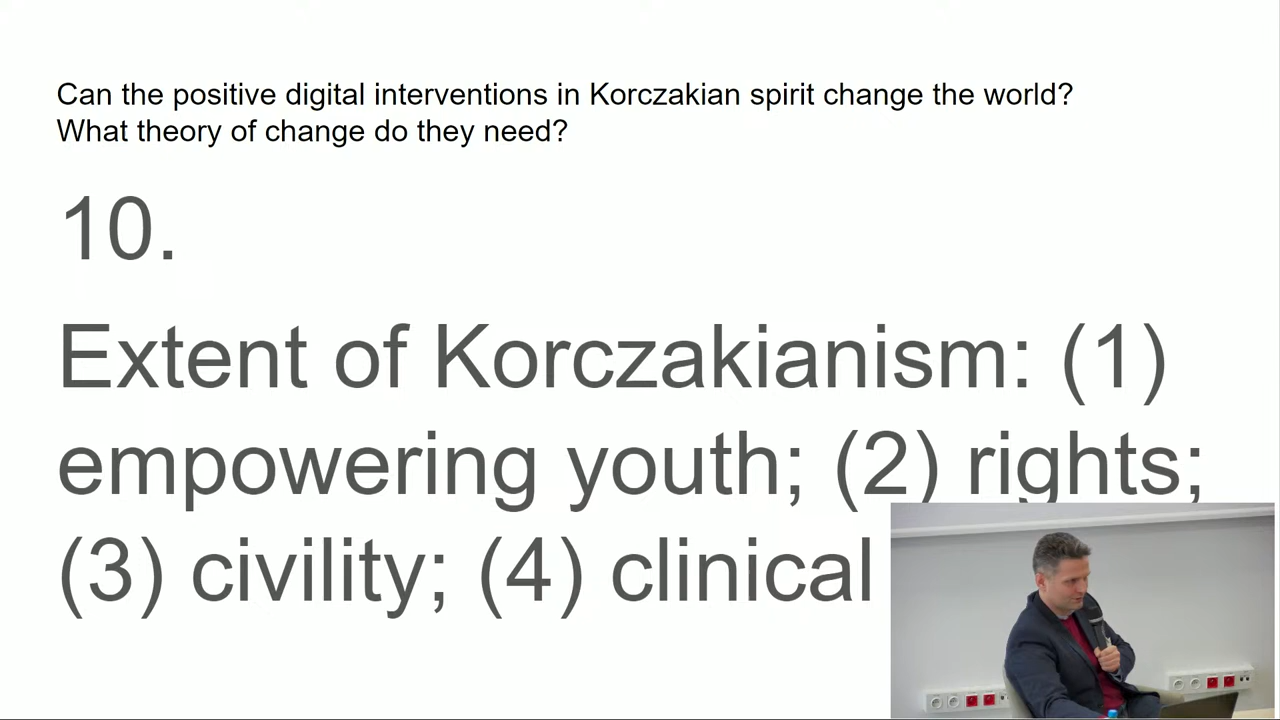 Can the positive digital interventions in Korczakian spirit change the world?
What theory of change do they need?
10.
Extent of Korczakianism: (1)
empowering youth; (2) rights;
(3) civility; (4) clinical